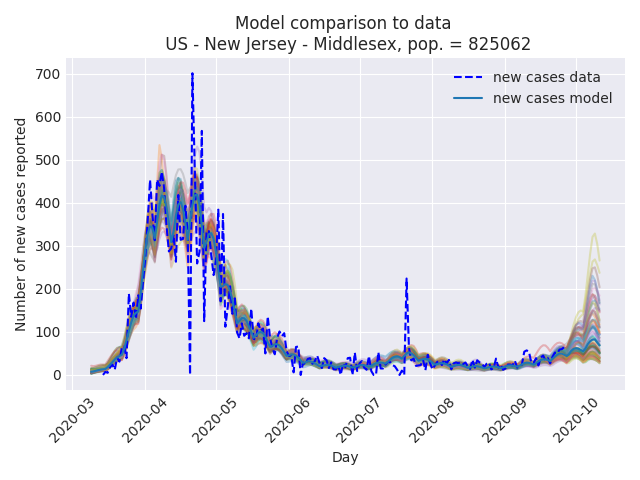 Model comparison to data
US - New Jersey - Middlesex, pop. = 825062
new cases data
new cases model
Number of new cases reported
700
600
500
400
300
200
100
0
2020-03
2020-04
2020-05
2020-06
2020-07
2020-08
2020-09
2020-10
Day